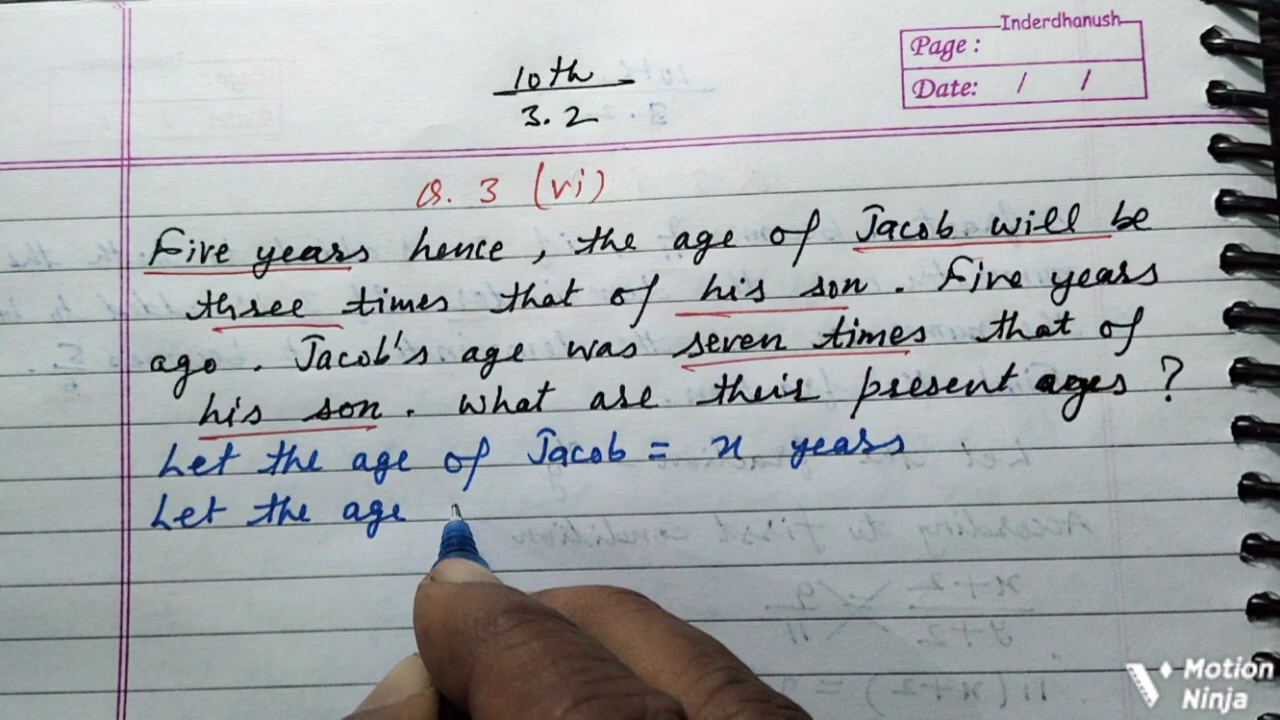 Inderdhanush
Page :
Date: / /
10th
3.2
Q. 3 (vi)
Five years hence, the age of Jacob will be
three times that of his son. Five years
ago. Jacob's age was seven times that of
his son. What are their present ages ?
Let the age of Jacob = x years
Let the age
Motion
Ninja